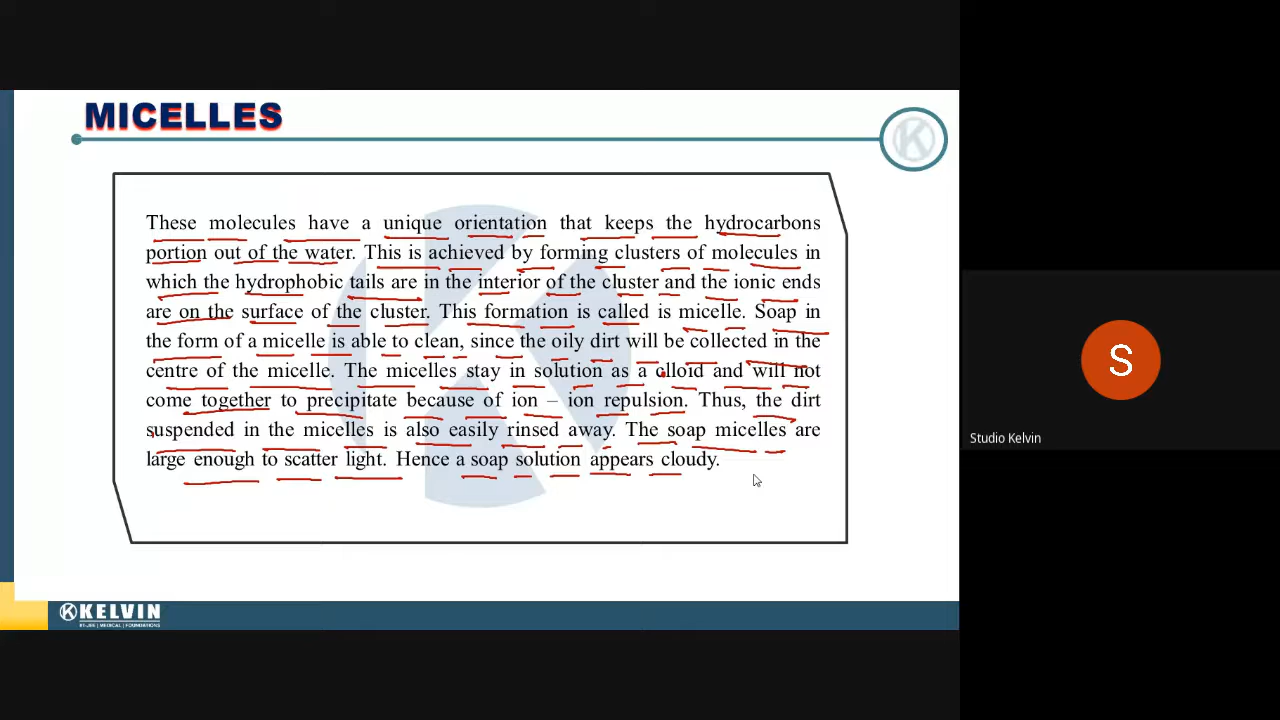 MICELLES
These molecules have a unique orientation that keeps the hydrocarbons
portion out of the water. This is achieved by forming clusters of molecules in
which the hydrophobic tails are in the interior of the cluster and the ionic ends
are on the surface of the cluster. This formation is called is micelle. Soap in
the form of a micelle is able to clean, since the oily dirt will be collected in the
centre of the micelle. The micelles stay in solution as a clloid and will not
come together to precipitate because of ion – ion repulsion. Thus, the dirt
suspended in the micelles is also easily rinsed away. The soap micelles are
large enough to scatter light. Hence a soap solution appears cloudy.
K
KELVIN
IIT-JEE | MEDICAL | FOUNDATIONS
S
Studio Kelvin